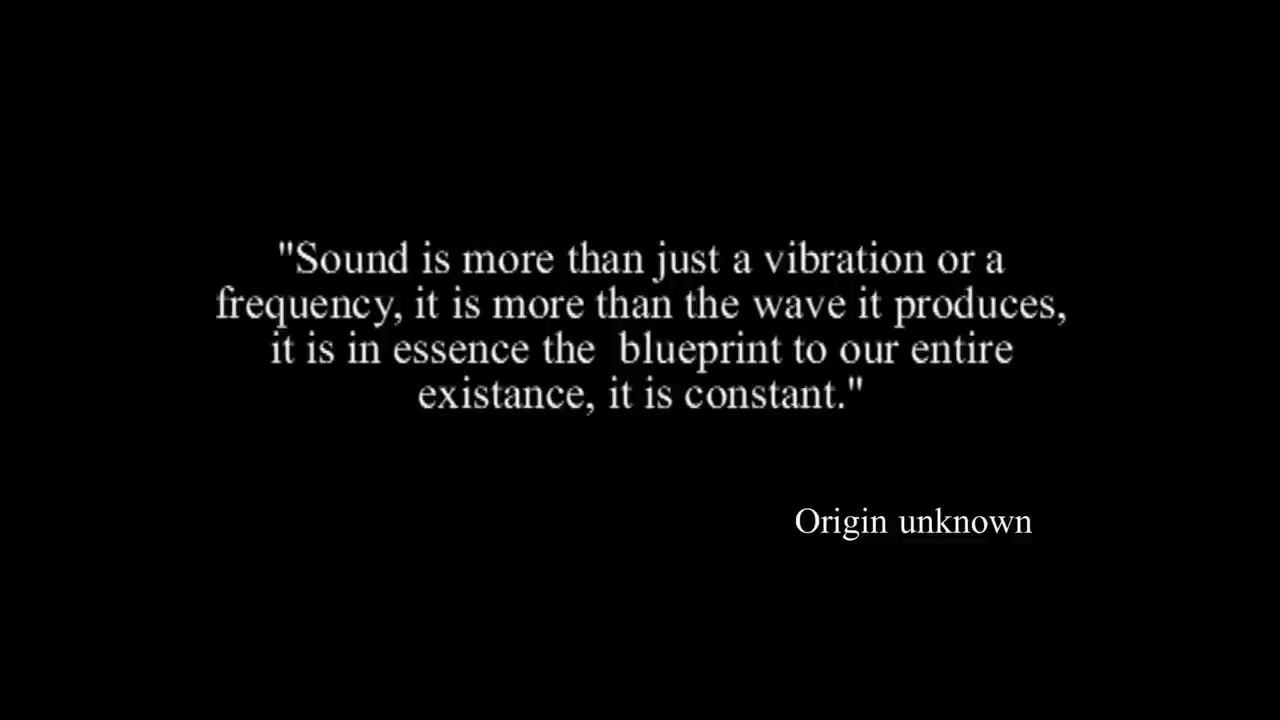 "Sound is more than just a vibration or a
frequency, it is more than the wave it produces,
it is in essence the  blueprint to our entire
existance, it is constant."
Origin unknown